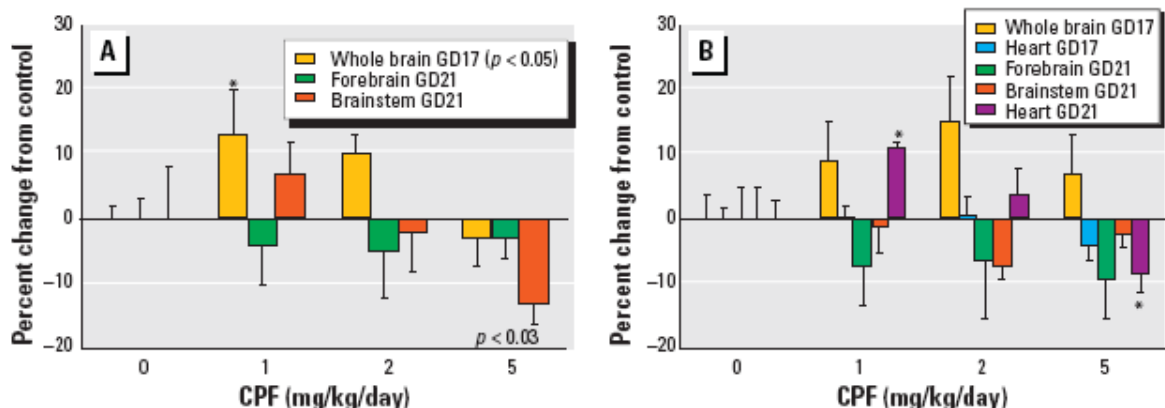 A
Percent change from control
30
20
10
0
–10
–20
Whole brain GD17 (p < 0.05)
Forebrain GD21
Brainstem GD21
*
p < 0.03
0 1 2 5
CPF (mg/kg/day)
B
Percent change from control
30
20
10
0
–10
–20
Whole brain GD17
Heart GD17
Forebrain GD21
Brainstem GD21
Heart GD21
*
*
0 1 2 5
CPF (mg/kg/day)